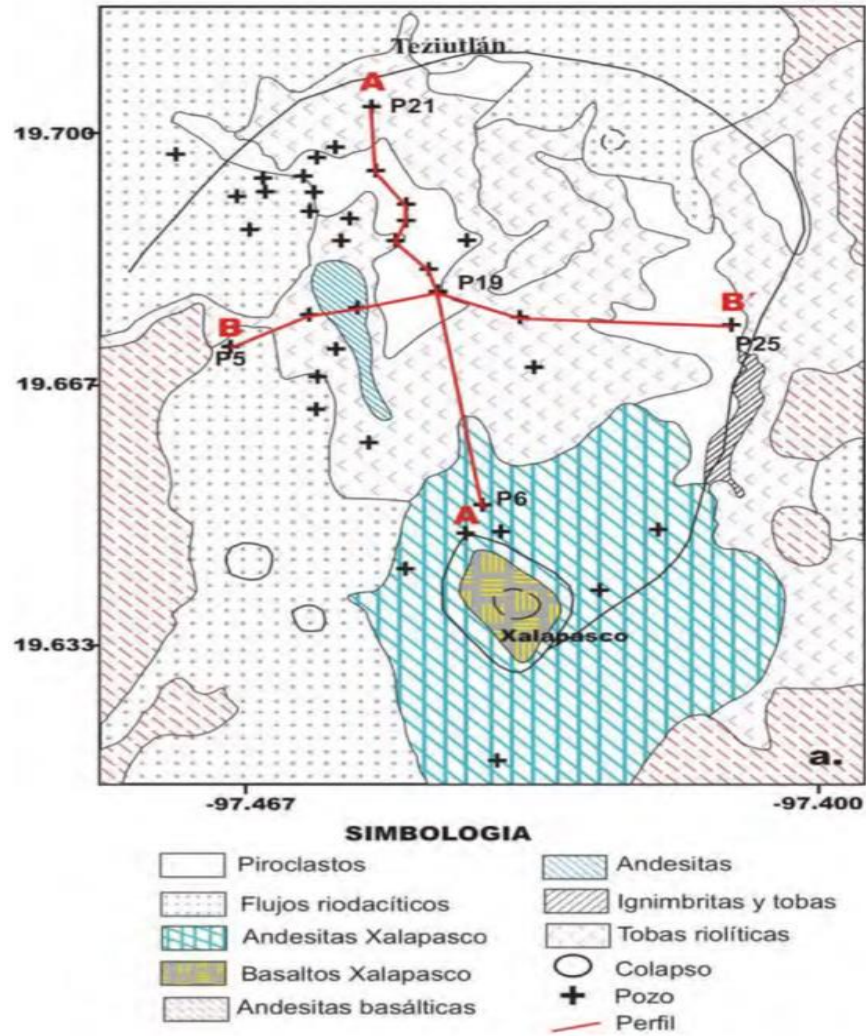 Teziutlán
A
P21
19.700
P19
B
B´
P5
P25
19.667
P6
A
19.633
Xalapasco
a.
-97.467
-97.400
SIMBOLOGIA
Piroclastos
Andesitas
Flujos riodacíticos
Ignimbritas y tobas
Andesitas Xalapasco
Tobas riolíticas
Basaltos Xalapasco
Colapso
Andesitas basálticas
Pozo
Perfil